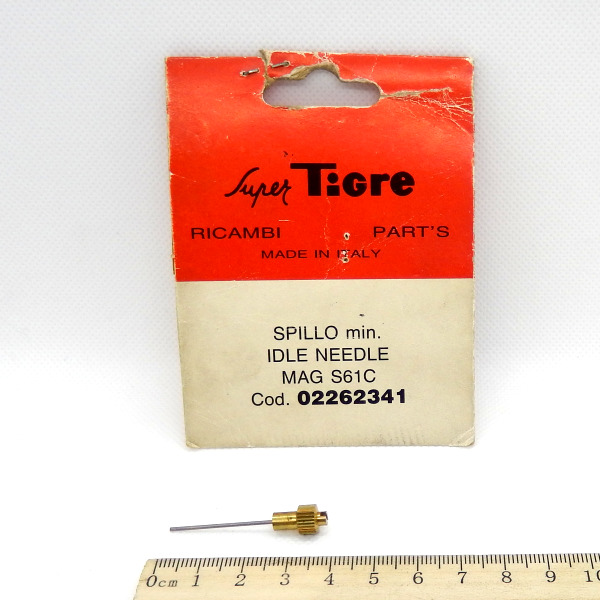 Super TiGre
RICAMBI PART'S
MADE IN ITALY
SPILLO min.
IDLE NEEDLE
MAG S61C
Cod. 02262341
0cm 1 2 3 4 5 6 7 8 9 10